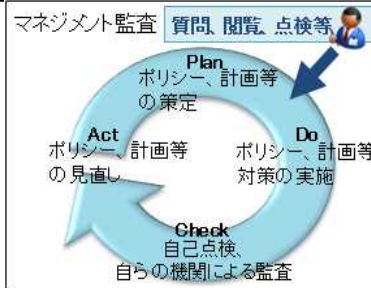 マネジメント監査
質問、閲覧、点検等
Plan
ポリシー、計画等
の策定
Act
ポリシー、計画等
の見直し
Do
ポリシー、計画等
対策の実施
Check
自己点検、
自らの機関による監査